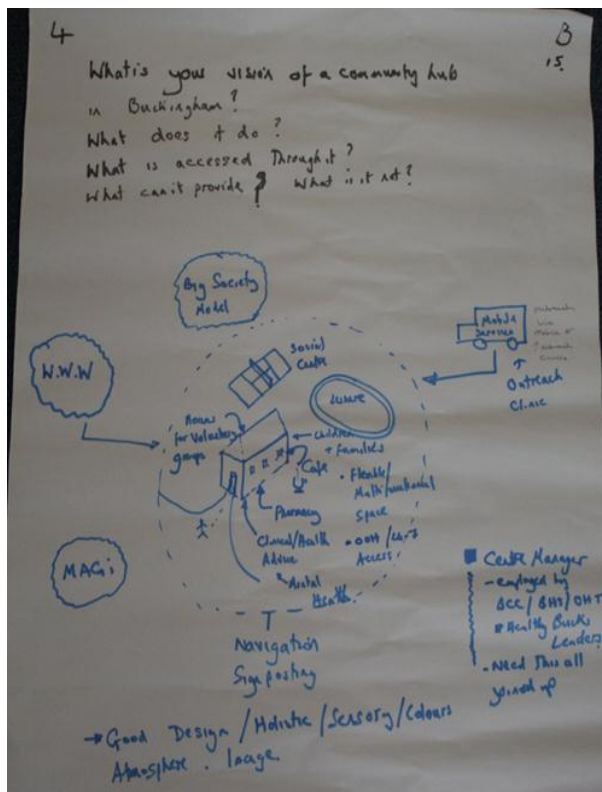 4
B
15.
What is your vision of a community hub
in Buckingham?
What does it do?
What is accessed Through it?
What can it provide? What is it not?
Big Society
Model
W.W.W
Social
Centre
Mobile
Services
Outreach
Clinic
Leisure
Rooms
for Voluntary
groups
Children
+ Families
Cafe
Pharmacy
• Flexible/
Multi functional
Space
Clinical/Health
Advice
• OOH /
Access
Mental
Health
MAGi
Navigation
Signposting
Centre Manager
- employed by
BCC/BHT/OHT
Healthy Bucks
Leaders
- Need This all
joined up
→ Good Design / Holistic / Sensory / Colours
Atmosphere. Image